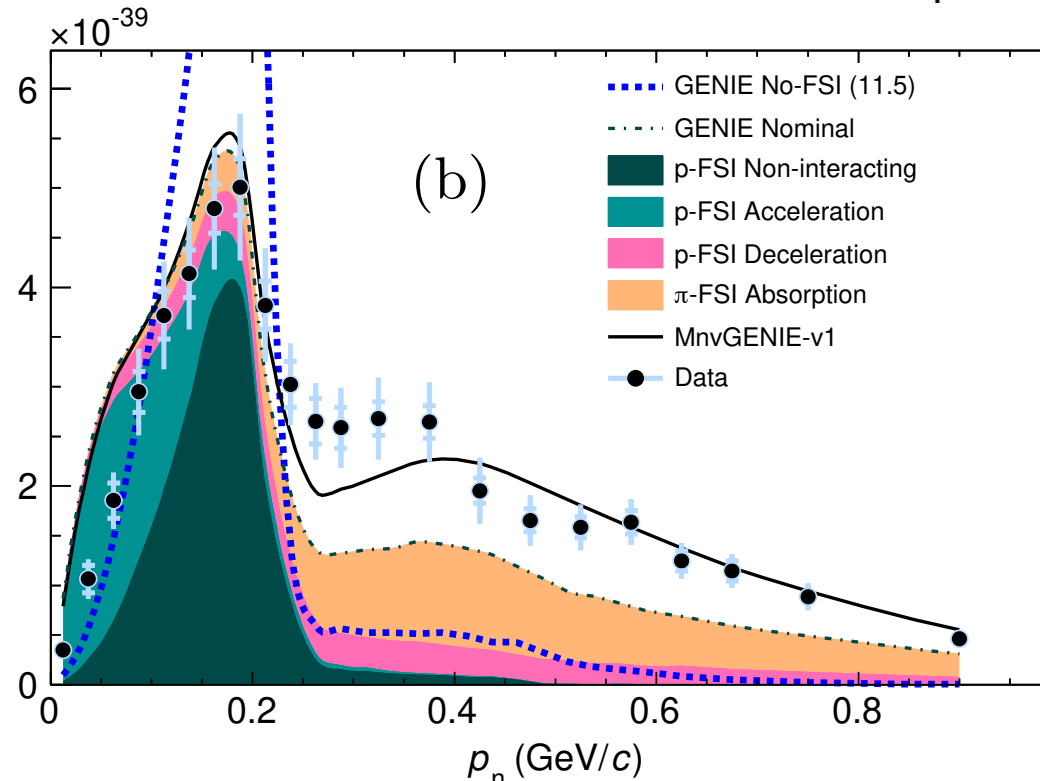 ×10⁻³⁹
6
4
2
0
0 0.2 0.4 0.6 0.8
pₙ (GeV/c)
(b)
GENIE No-FSI (11.5)
GENIE Nominal
p-FSI Non-interacting
p-FSI Acceleration
p-FSI Deceleration
π-FSI Absorption
MnvGENIE-v1
Data